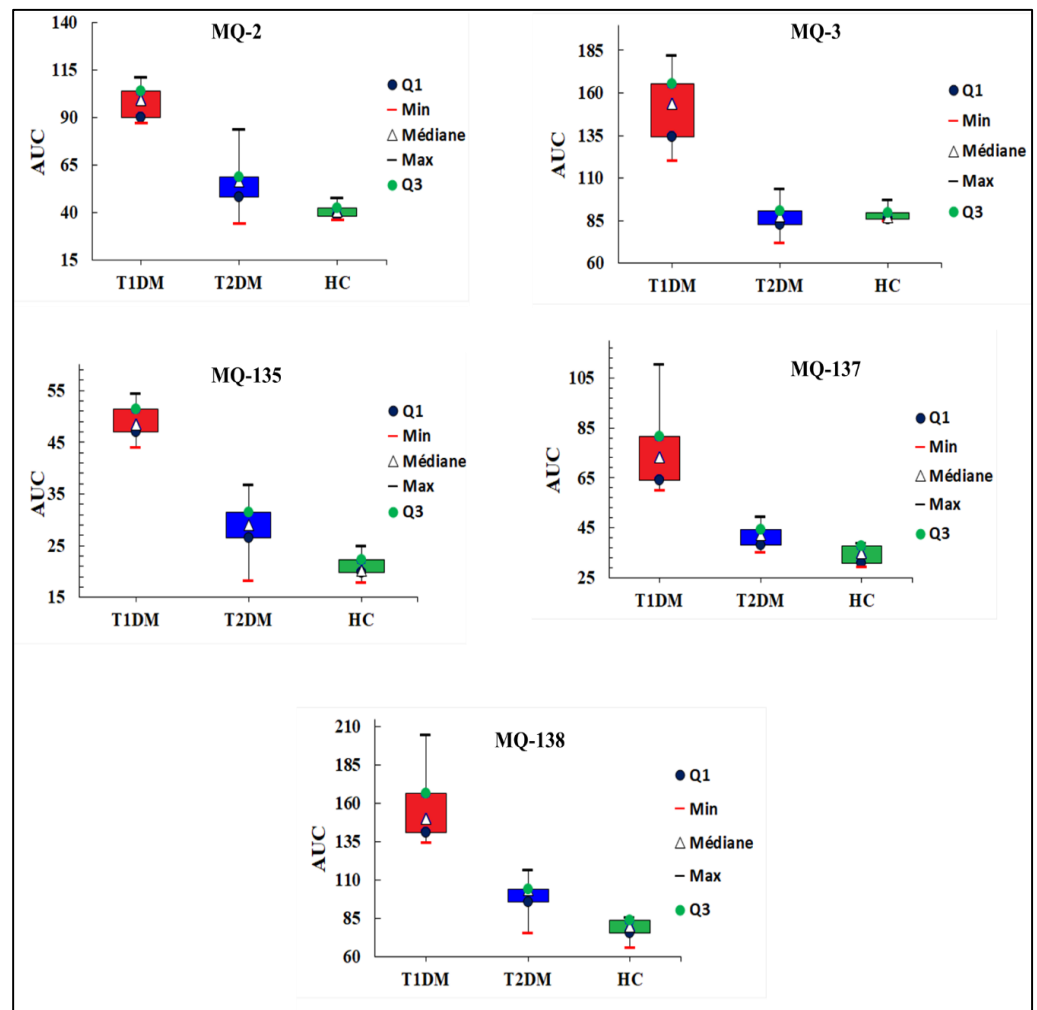 MQ-2
140
115
90
65
40
15
AUC
T1DM T2DM HC
Q1
Min
Médiane
Max
Q3
MQ-3
185
160
135
110
85
60
AUC
T1DM T2DM HC
Q1
Min
Médiane
Max
Q3
MQ-135
55
45
35
25
15
AUC
T1DM T2DM HC
Q1
Min
Médiane
Max
Q3
MQ-137
105
85
65
45
25
AUC
T1DM T2DM HC
Q1
Min
Médiane
Max
Q3
MQ-138
210
185
160
135
110
85
60
AUC
T1DM T2DM HC
Q1
Min
Médiane
Max
Q3